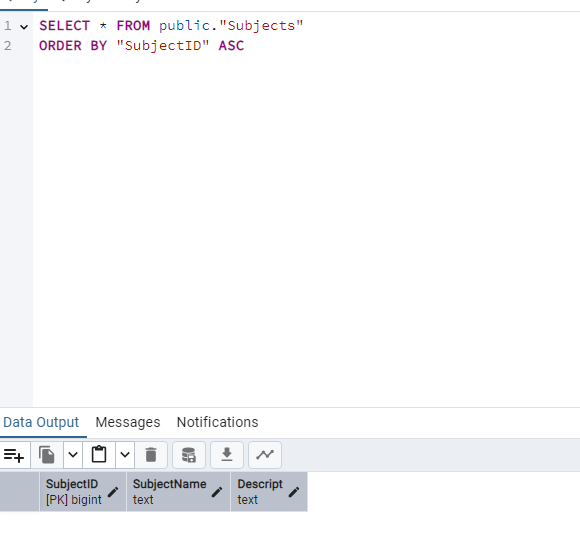 1 SELECT * FROM public."Subjects"
2 ORDER BY "SubjectID" ASC
Data Output Messages Notifications
SubjectID SubjectName Descript
[PK] bigint text text